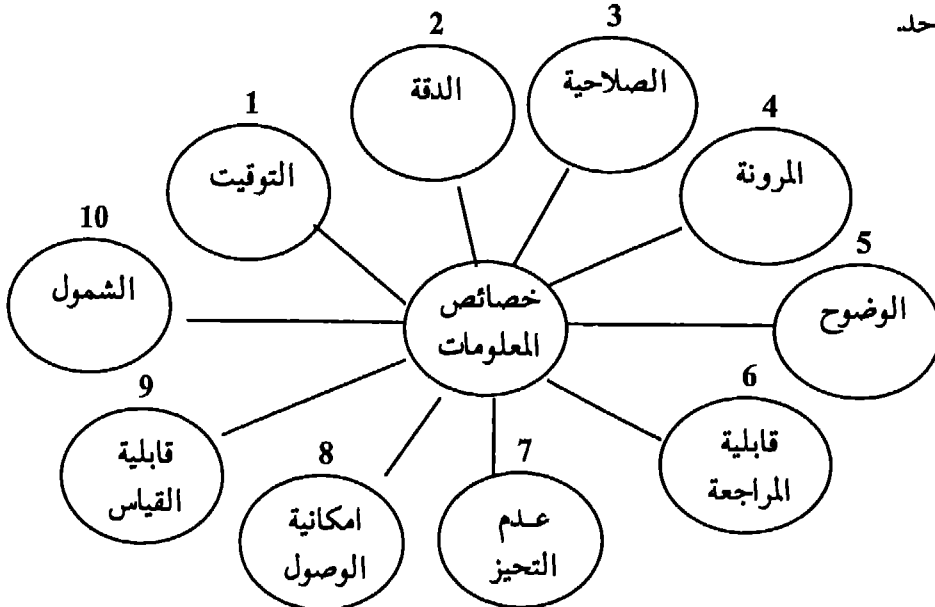 حد.
1
التوقيت
2
الدقة
3
الصلاحية
4
المرونة
5
الوضوح
6
قابلية
المراجعة
7
عـدم
التحيز
8
امكانية
الوصول
9
قابلية
القياس
10
الشمول
خصائص
المعلومات